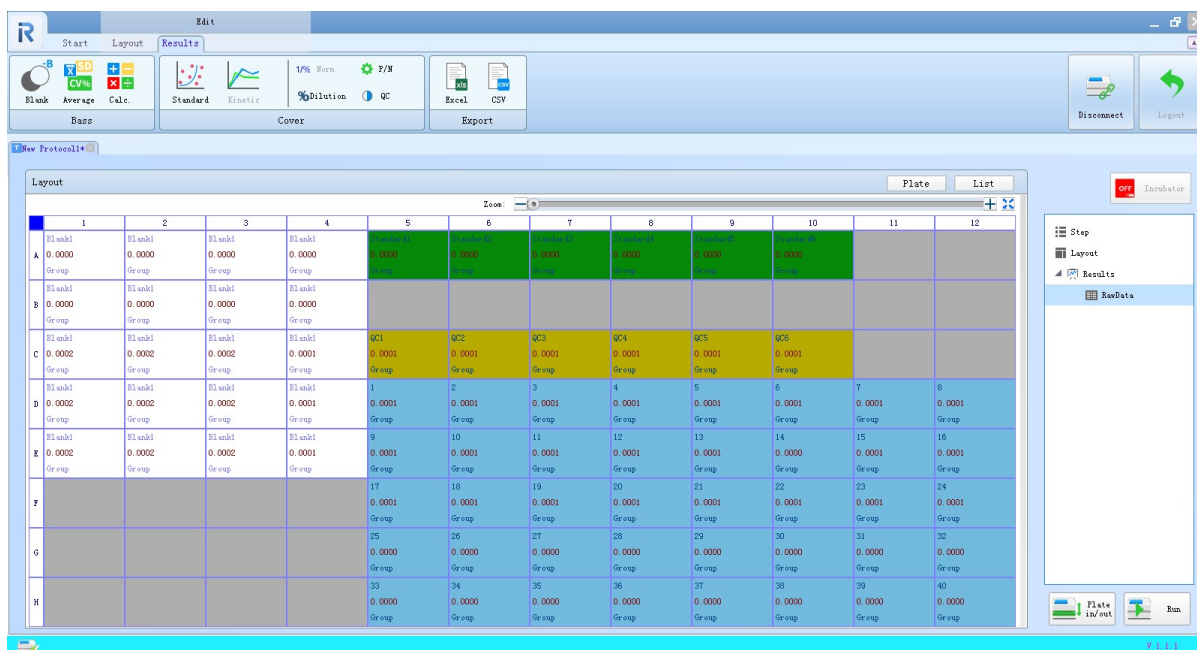 Edit
Start Layout Results
-B X SD CV% 1/% Norm. P/N xls CSV
Blank Average Calc. Standard Kinetic %Dilution QC Excel CSV Disconnect Logout
Bass Cover Export
New Protocol1*
Layout Plate List OFF Incubator
Zoom:
1 2 3 4 5 6 7 8 9 10 11 12
A
Blank1 Blank1 Blank1 Blank1 Standard1 Standard2 Standard3 Standard4 Standard5 Standard6
0.0000 0.0000 0.0000 0.0000 0.0000 0.0000 0.0000 0.0000 0.0000 0.0000
Group Group Group Group Group Group Group Group Group Group
B
Blank1 Blank1 Blank1 Blank1
0.0000 0.0000 0.0000 0.0000
Group Group Group Group
C
Blank1 Blank1 Blank1 Blank1 QC1 QC2 QC3 QC4 QC5 QC6
0.0002 0.0002 0.0002 0.0001 0.0001 0.0001 0.0001 0.0001 0.0001 0.0001
Group Group Group Group Group Group Group Group Group Group
D
Blank1 Blank1 Blank1 Blank1 1 2 3 4 5 6 7 8
0.0002 0.0002 0.0002 0.0001 0.0001 0.0001 0.0001 0.0001 0.0001 0.0001 0.0001 0.0001
Group Group Group Group Group Group Group Group Group Group Group Group
E
Blank1 Blank1 Blank1 Blank1 9 10 11 12 13 14 15 16
0.0002 0.0002 0.0002 0.0001 0.0001 0.0001 0.0001 0.0001 0.0001 0.0000 0.0001 0.0001
Group Group Group Group Group Group Group Group Group Group Group Group
F
17 18 19 20 21 22 23 24
0.0001 0.0001 0.0001 0.0001 0.0001 0.0001 0.0001 0.0001
Group Group Group Group Group Group Group Group
G
25 26 27 28 29 30 31 32
0.0000 0.0000 0.0000 0.0000 0.0000 0.0000 0.0000 0.0000
Group Group Group Group Group Group Group Group
H
33 34 35 36 37 38 39 40
0.0000 0.0000 0.0000 0.0000 0.0000 0.0000 0.0000 0.0000
Group Group Group Group Group Group Group Group
Step
Layout
Results
RawData
Plate in/out Run
V 1.1.1